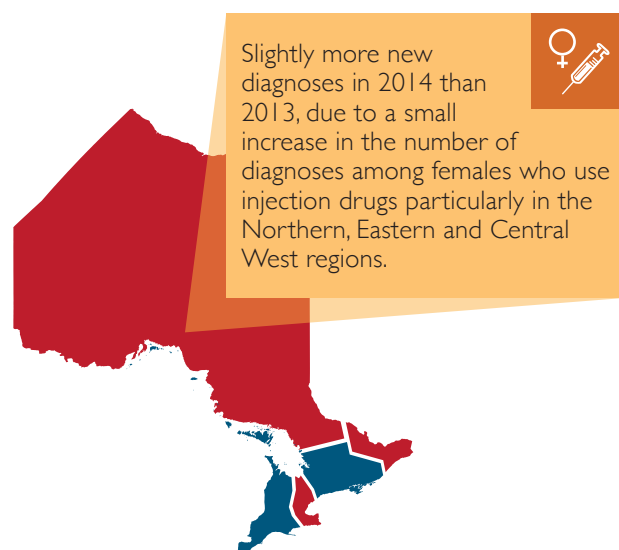 Slightly more new
diagnoses in 2014 than
2013, due to a small
increase in the number of
diagnoses among females who use
injection drugs particularly in the
Northern, Eastern and Central
West regions.